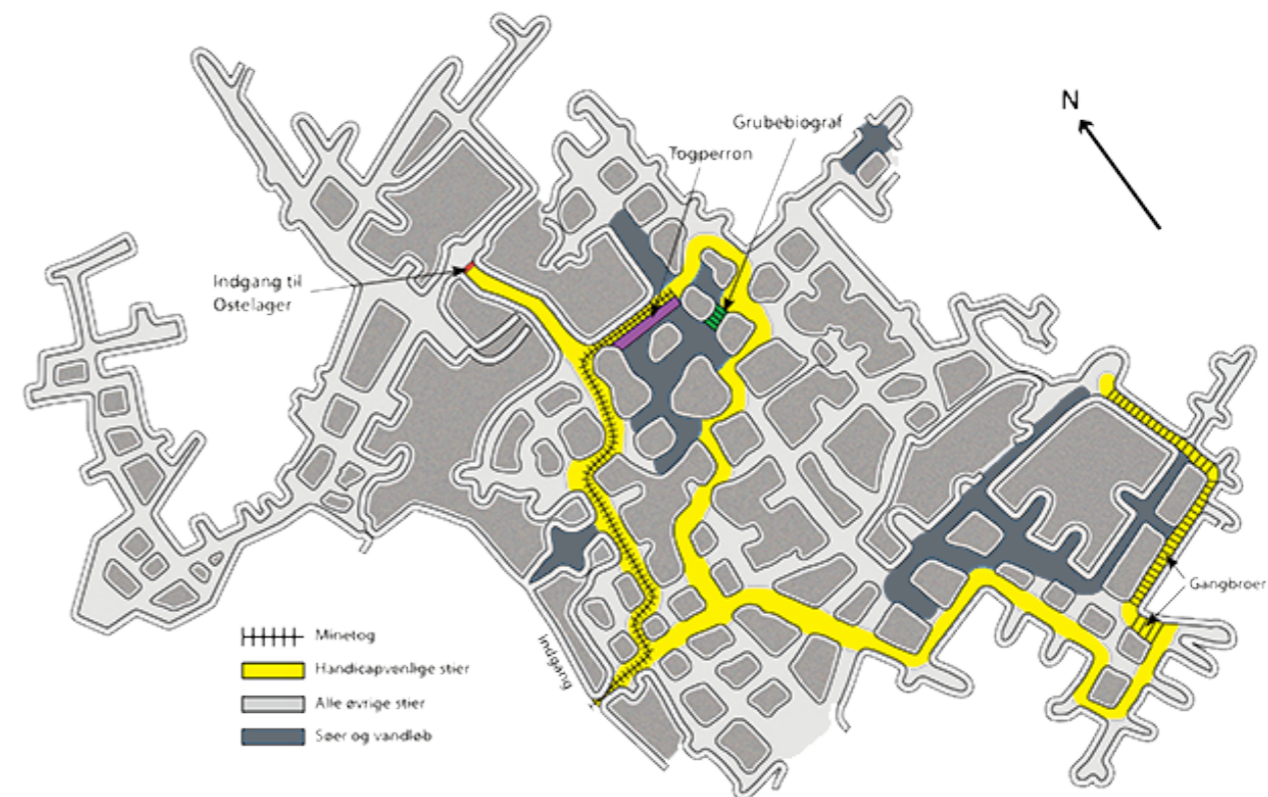 N
Grubebiograf
Togperron
Indgang til
Ostelager
Gangbroer
Indgang
Minetog
Handicapvenlige stier
Alle øvrige stier
Søer og vandløb